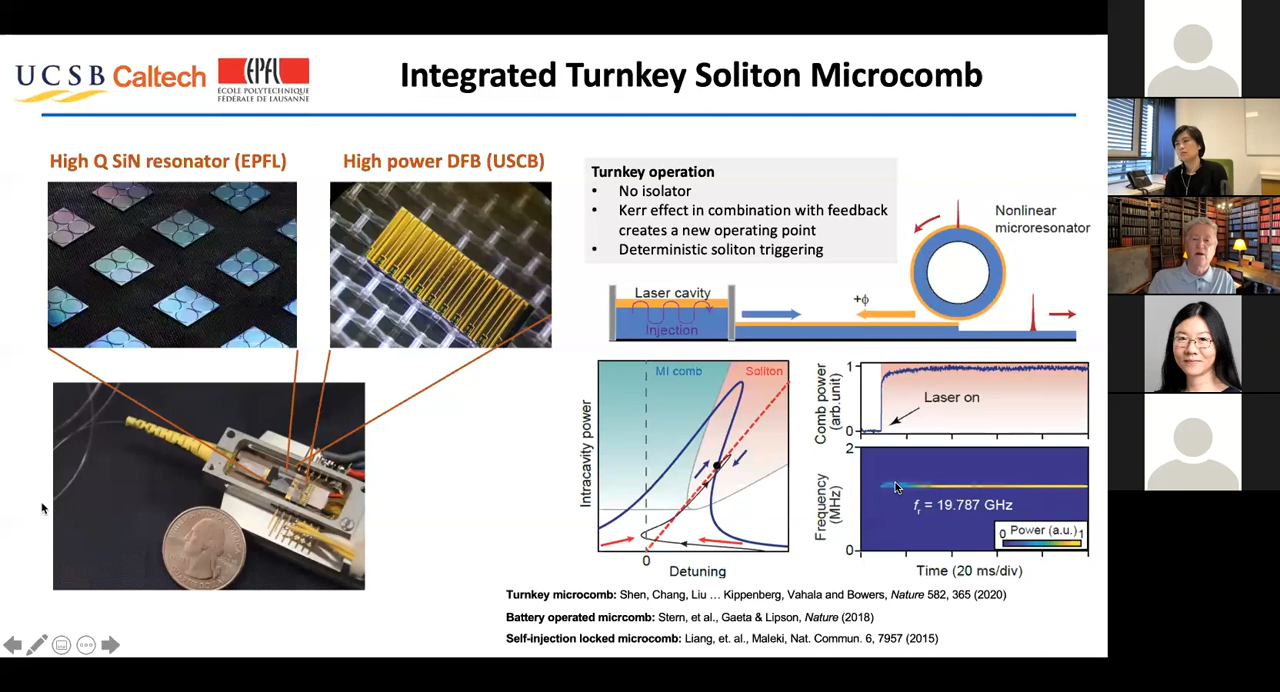 UCSB Caltech EPFL
ÉCOLE POLYTECHNIQUE
FÉDÉRALE DE LAUSANNE
Integrated Turnkey Soliton Microcomb
High Q SiN resonator (EPFL)
High power DFB (USCB)
Turnkey operation
• No isolator
• Kerr effect in combination with feedback
creates a new operating point
• Deterministic soliton triggering
Nonlinear
microresonator
Laser cavity
Injection
+ϕ
MI comb
Soliton
Intracavity power
0
Detuning
Comb power
(arb.unit)
1
0
Laser on
Frequency
(MHz)
2
0
fr = 19.787 GHz
Power (a.u.)
0 1
Time (20 ms/div)
Turnkey microcomb: Shen, Chang, Liu … Kippenberg, Vahala and Bowers, Nature 582, 365 (2020)
Battery operated microcomb: Stern, et al., Gaeta & Lipson, Nature (2018)
Self-injection locked microcomb: Liang, et. al., Maleki, Nat. Commun. 6, 7957 (2015)